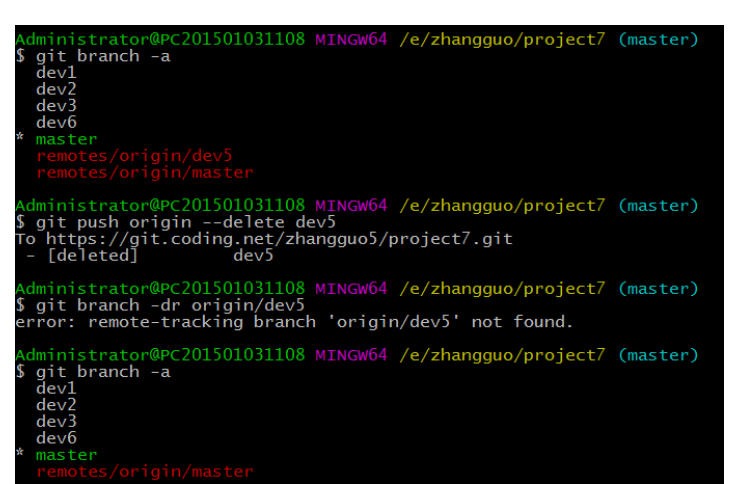 Administrator@PC201501031108 MINGW64 /e/zhangguo/project7 (master)
$ git branch -a
  dev1
  dev2
  dev3
  dev6
* master
  remotes/origin/dev5
  remotes/origin/master

Administrator@PC201501031108 MINGW64 /e/zhangguo/project7 (master)
$ git push origin --delete dev5
To https://git.coding.net/zhangguo5/project7.git
 - [deleted]         dev5

Administrator@PC201501031108 MINGW64 /e/zhangguo/project7 (master)
$ git branch -dr origin/dev5
error: remote-tracking branch 'origin/dev5' not found.

Administrator@PC201501031108 MINGW64 /e/zhangguo/project7 (master)
$ git branch -a
  dev1
  dev2
  dev3
  dev6
* master
  remotes/origin/master